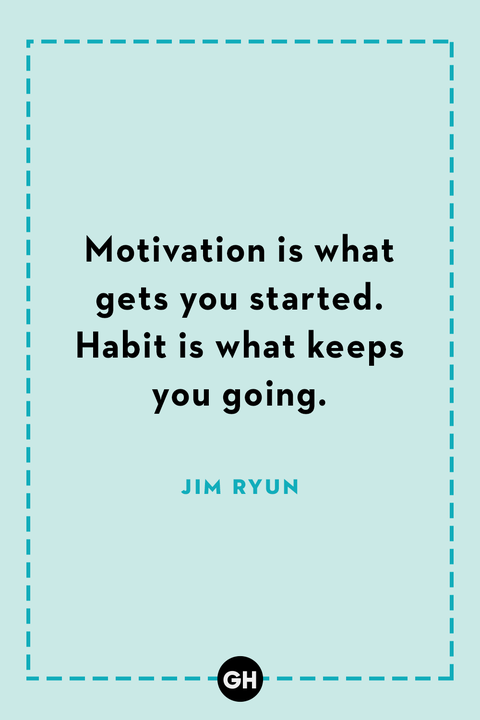 Motivation is what
gets you started.
Habit is what keeps
you going.
JIM RYUN
GH